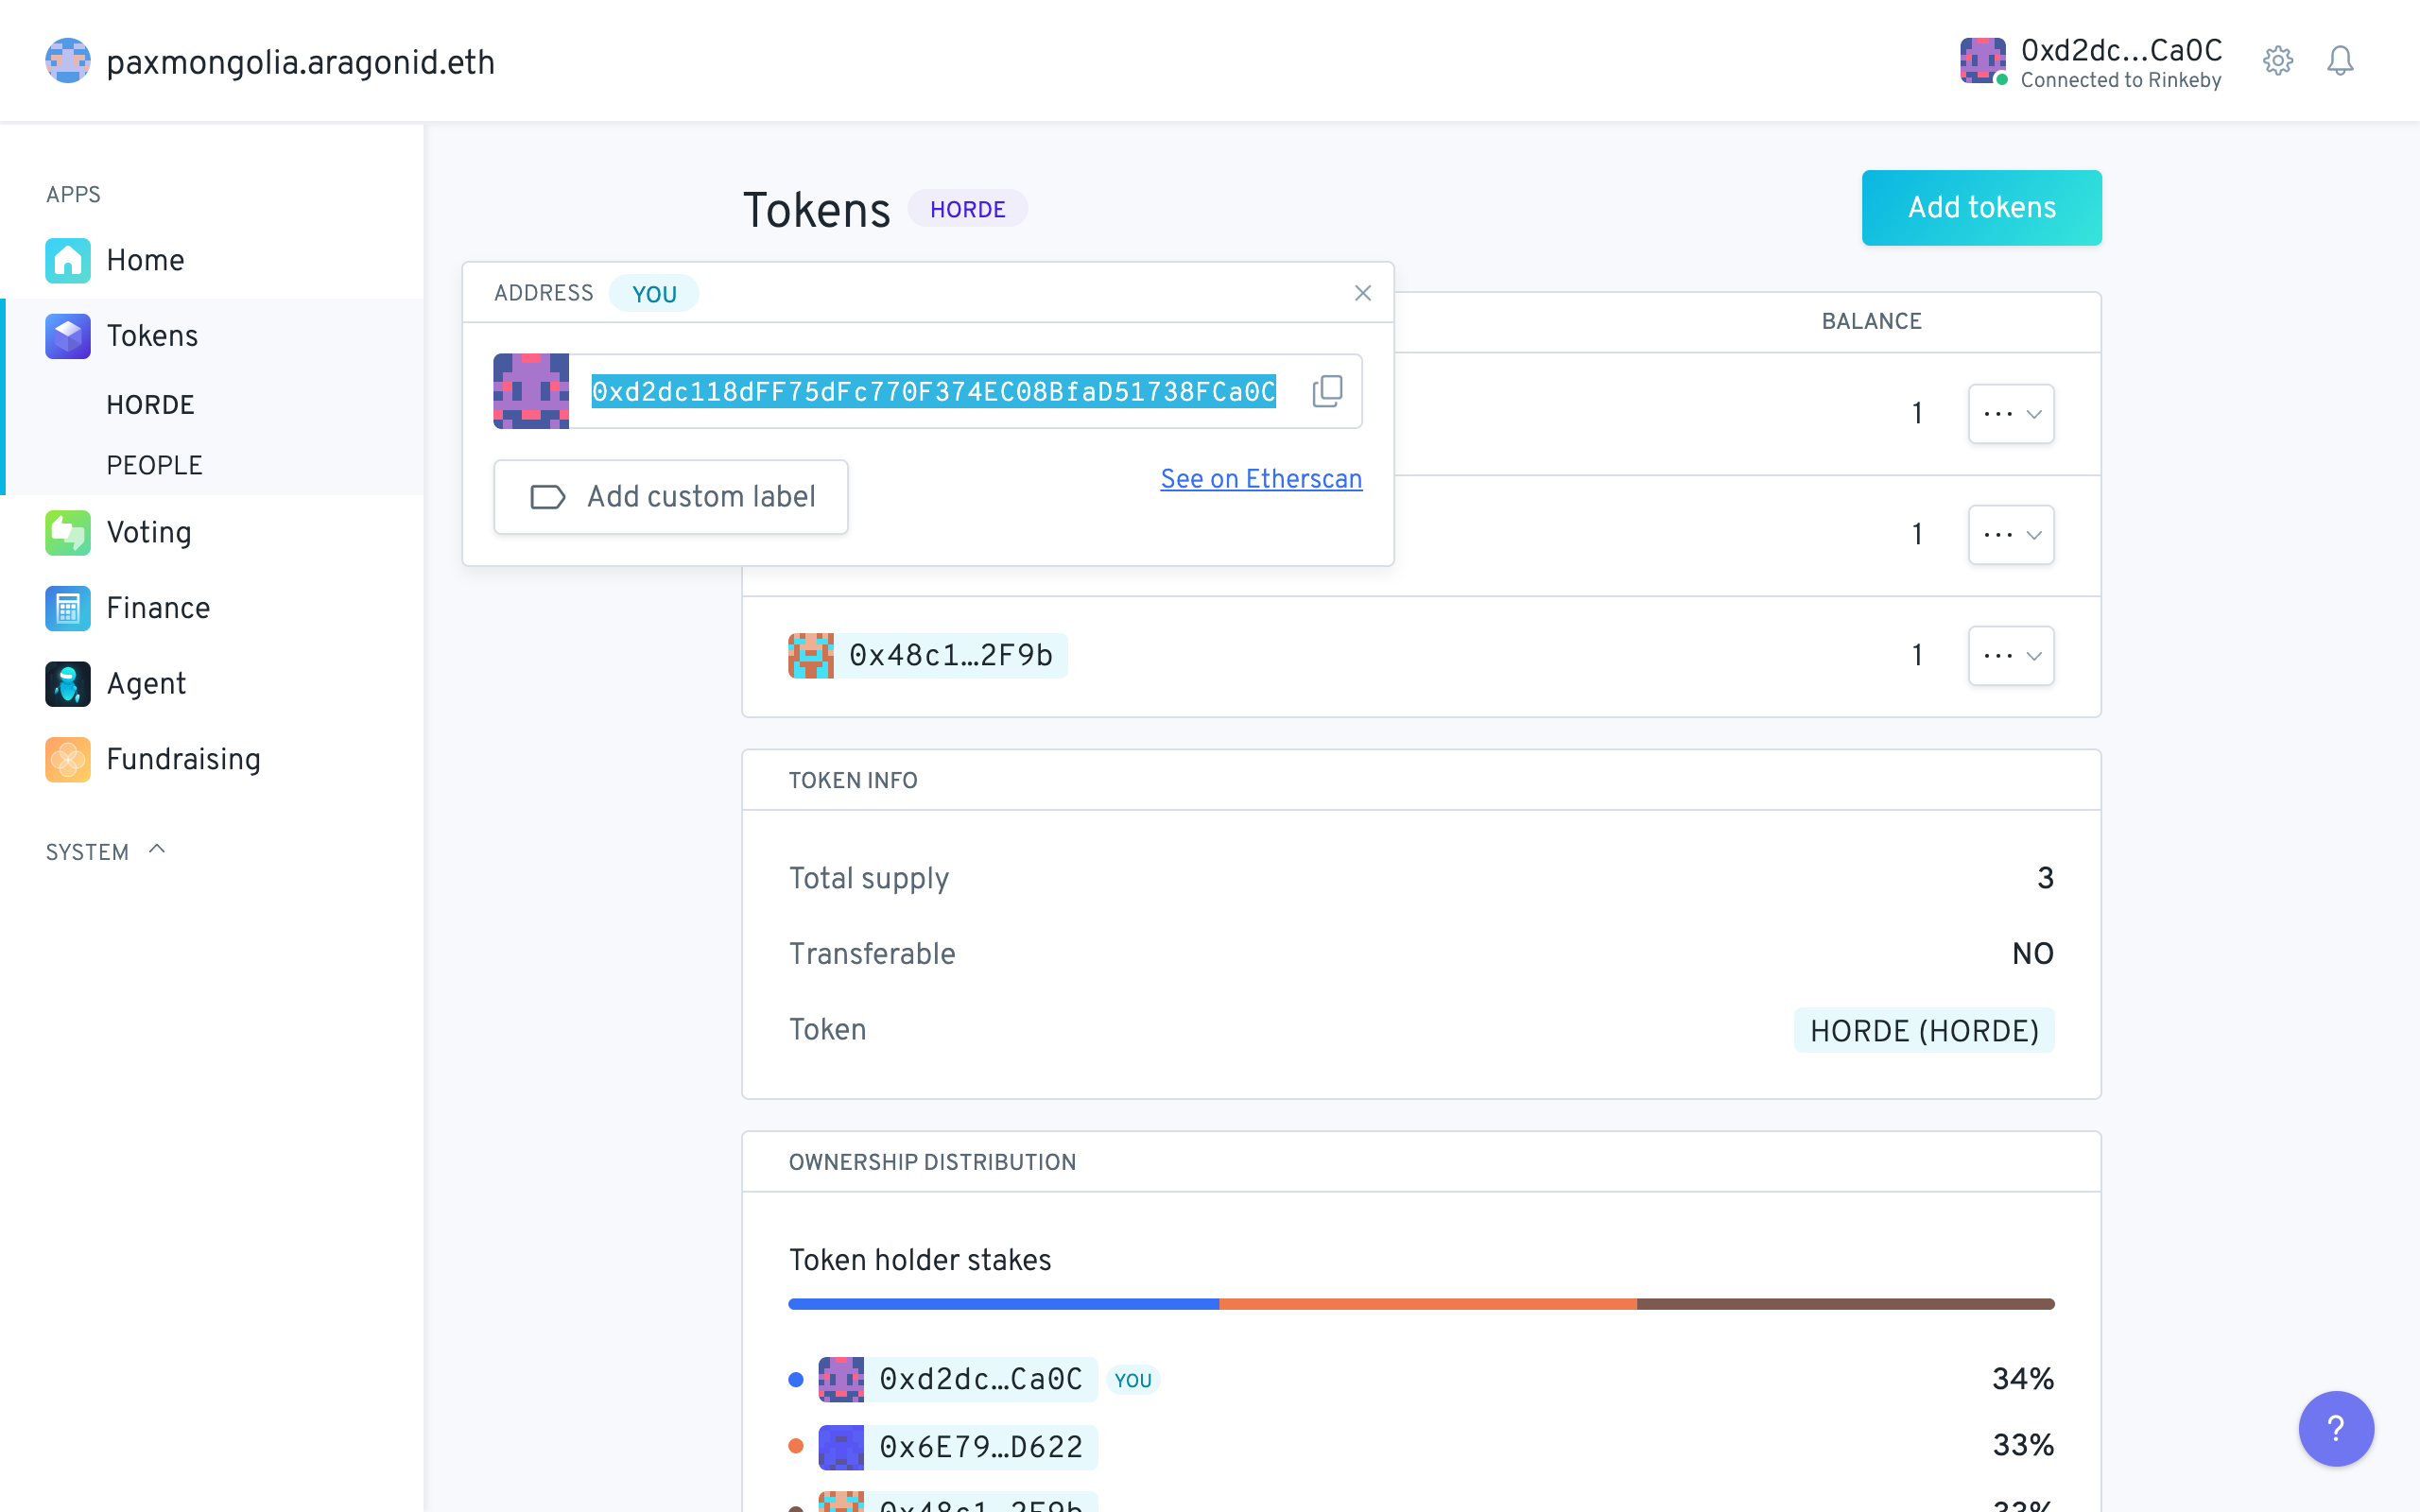 paxmongolia.aragonid.eth
0xd2dc...Ca0C
Connected to Rinkeby
APPS
Home
Tokens
HORDE
PEOPLE
Voting
Finance
Agent
Fundraising
SYSTEM
Tokens HORDE
Add tokens
ADDRESS YOU
0xd2dc118dFF75dFc770F374EC08BfaD51738FCa0C
Add custom label
See on Etherscan
BALANCE
1
1
0x48c1…2F9b 1
TOKEN INFO
Total supply 3
Transferable NO
Token HORDE (HORDE)
OWNERSHIP DISTRIBUTION
Token holder stakes
0xd2dc…Ca0C YOU 34%
0x6E79…D622 33%
0x48c1…2F9b 33%
?